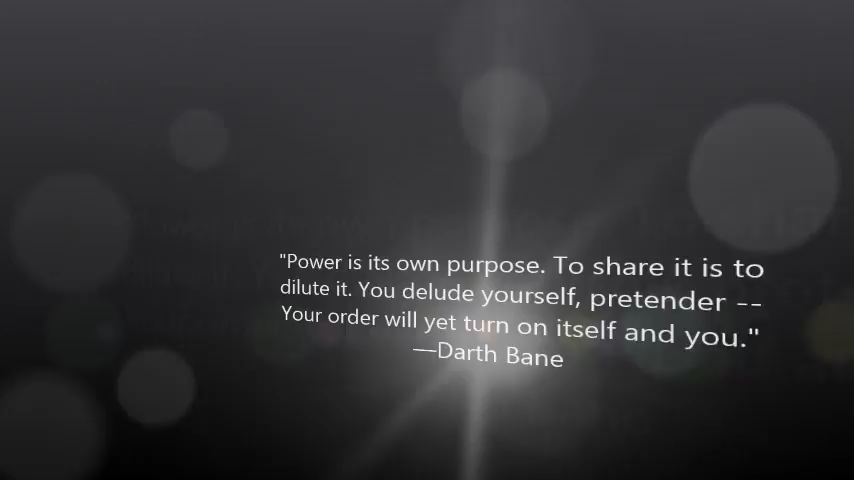 "Power is its own purpose. To share it is to
dilute it. You delude yourself, pretender --
Your order will yet turn on itself and you."
—Darth Bane